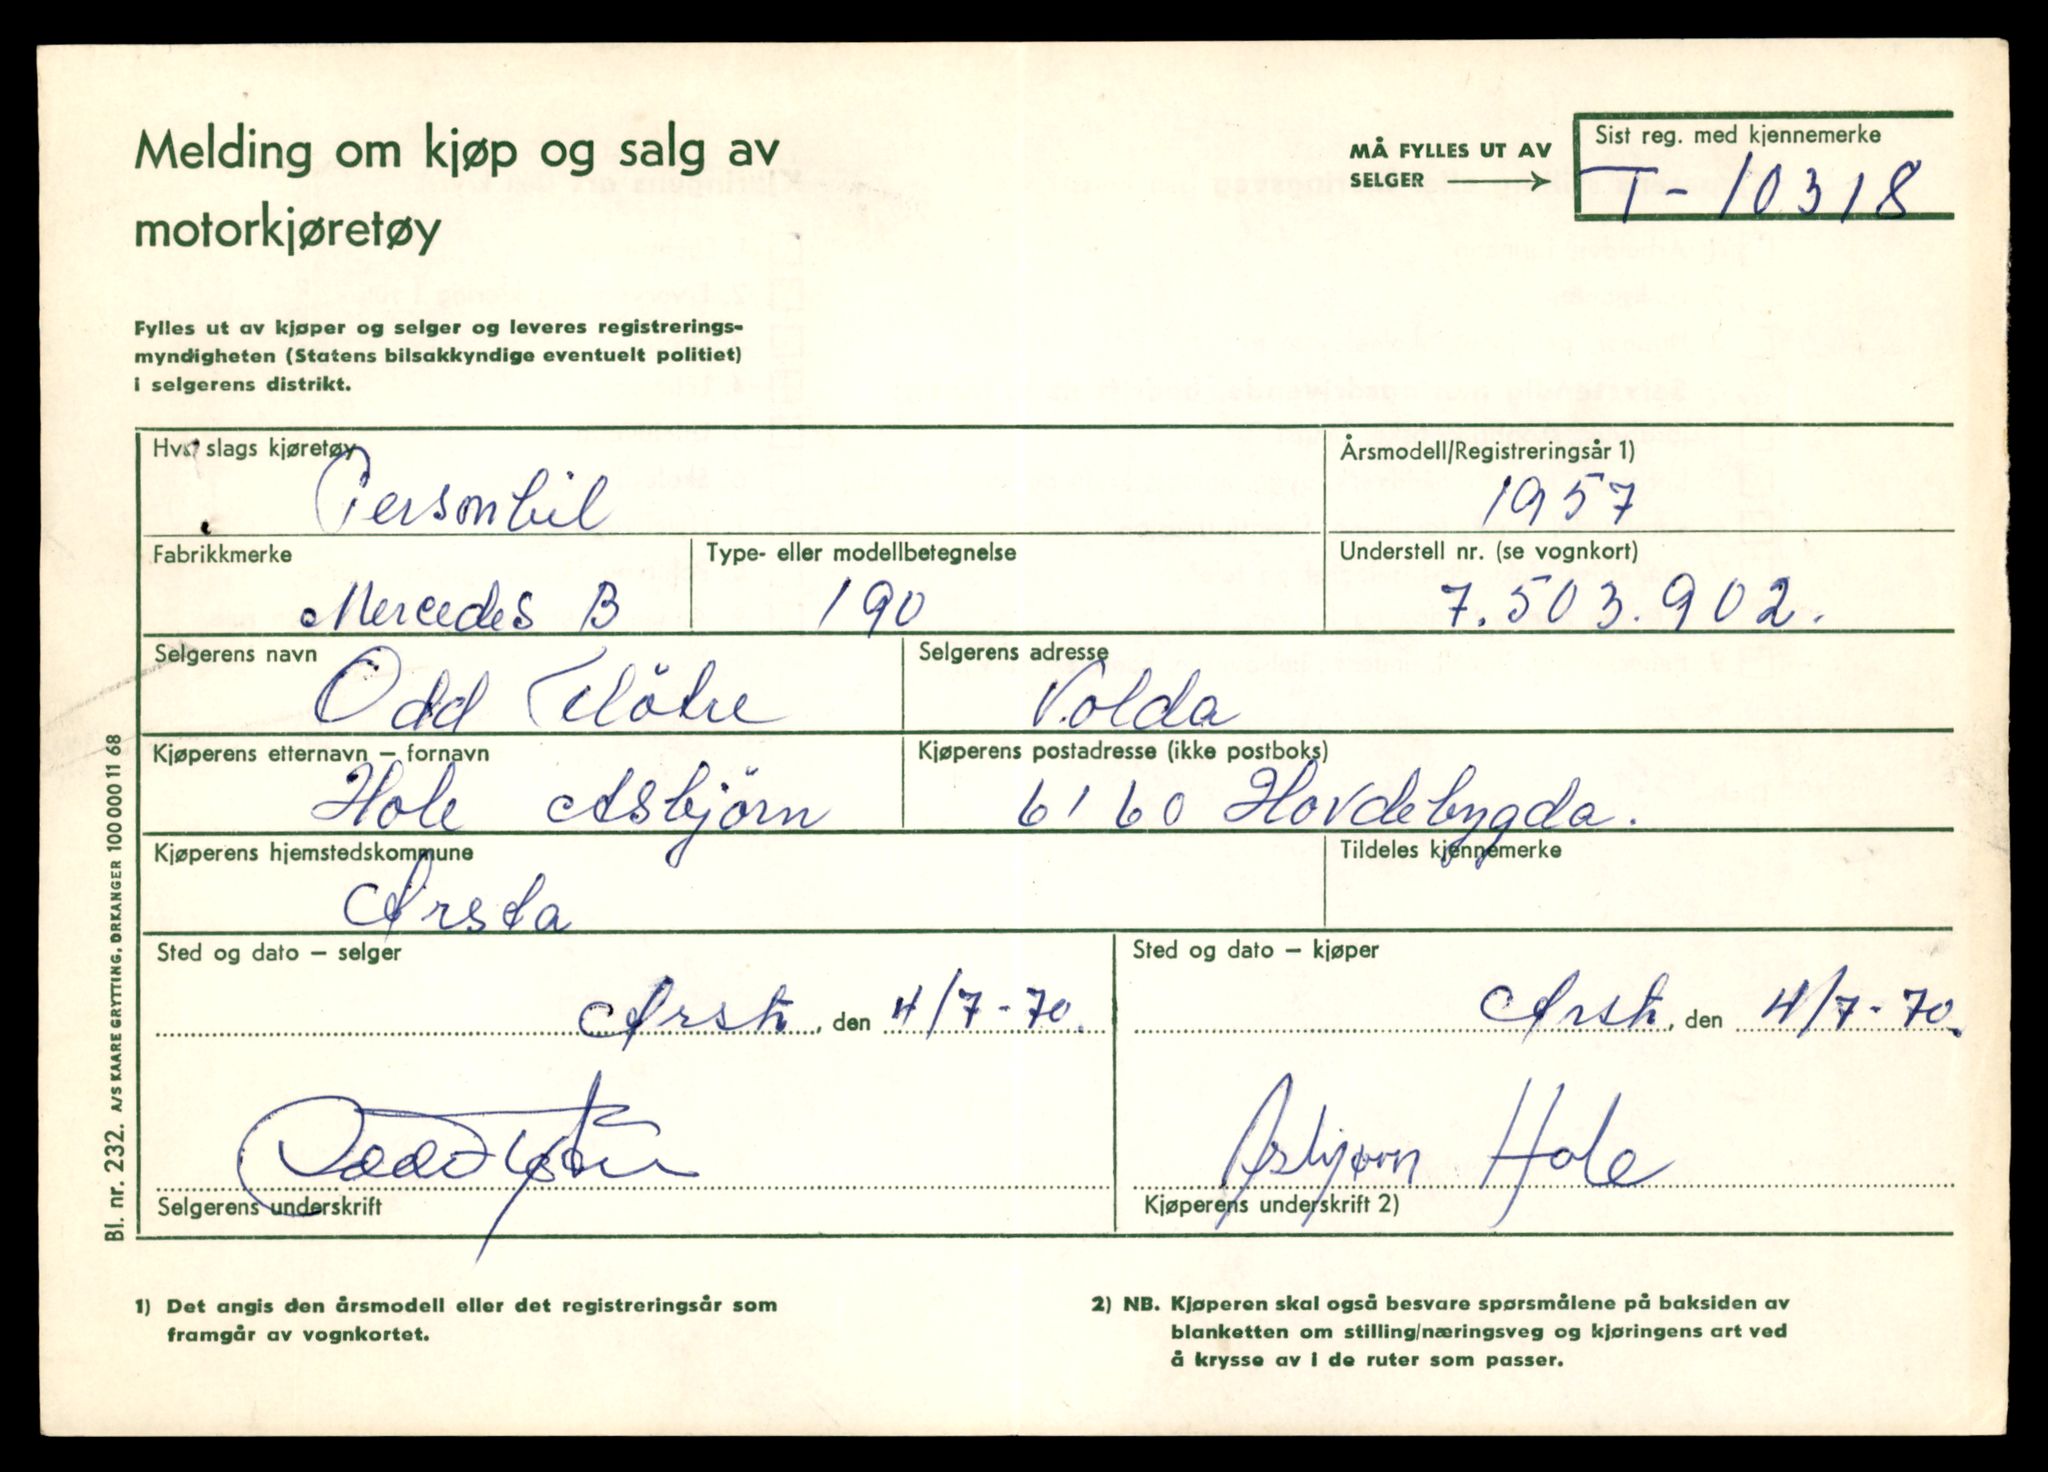 Melding om kjøp og salg av
motorkjøretøy
MÅ FYLLES UT AV
SELGER
Sist reg. med kjennemerke
T - 10318
Fylles ut av kjøper og selger og leveres registrerings-
myndigheten (Statens bilsakkyndige eventuelt politiet)
i selgerens distrikt.
Hva slags kjøretøy
Personbil
Årsmodell/Registreringsår 1)
1957
Fabrikkmerke
Mercedes B
Type- eller modellbetegnelse
190
Understell nr. (se vognkort)
7.503.902.
Selgerens navn
Odd Fløtre
Selgerens adresse
Volda
Kjøperens etternavn – fornavn
Hole Asbjörn
Kjøperens postadresse (ikke postboks)
6160 Hovdebygda.
Kjøperens hjemstedskommune
Ørsta
Tildeles kjennemerke
Sted og dato – selger
Ørsta, den 4/7-70.
Sted og dato – kjøper
Ørsta, den 4/7-70.
Selgerens underskrift
Asbjørn Hole
Kjøperens underskrift 2)
1) Det angis den årsmodell eller det registreringsår som
framgår av vognkortet.
2) NB. Kjøperen skal også besvare spørsmålene på baksiden av
blanketten om stilling/næringsveg og kjøringens art ved
å krysse av i de ruter som passer.
Bl. nr. 232. A/S KAARE GRYTTING, ORKANGER 100 000 11 68